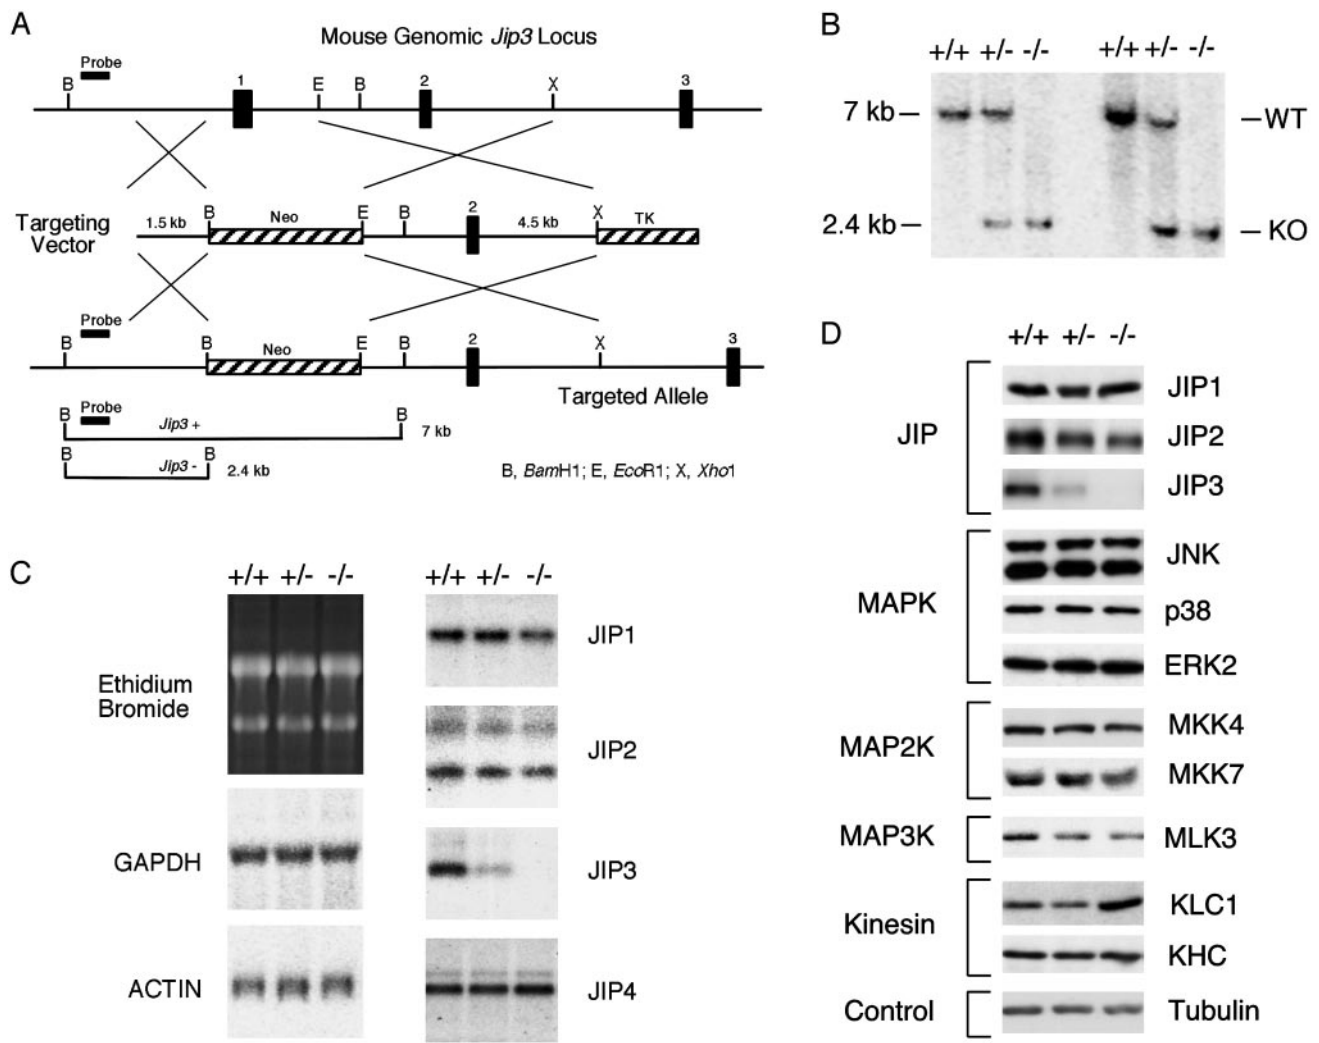 A
Mouse Genomic Jip3 Locus
Probe
B 1 E B 2 X 3
Targeting
Vector
1.5 kb B Neo E B 2 4.5 kb X TK
Probe
B B Neo E B 2 X 3
Targeted Allele
B Probe Jip3 + B 7 kb
B Jip3 - B 2.4 kb
B, BamH1; E, EcoR1; X, Xho1
B
+/+ +/- -/- +/+ +/- -/-
7 kb WT
2.4 kb KO
C
+/+ +/- -/- +/+ +/- -/-
Ethidium
Bromide
GAPDH
ACTIN
JIP1
JIP2
JIP3
JIP4
D
+/+ +/- -/-
JIP
JIP1
JIP2
JIP3
MAPK
JNK
p38
ERK2
MAP2K
MKK4
MKK7
MAP3K
MLK3
Kinesin
KLC1
KHC
Control
Tubulin